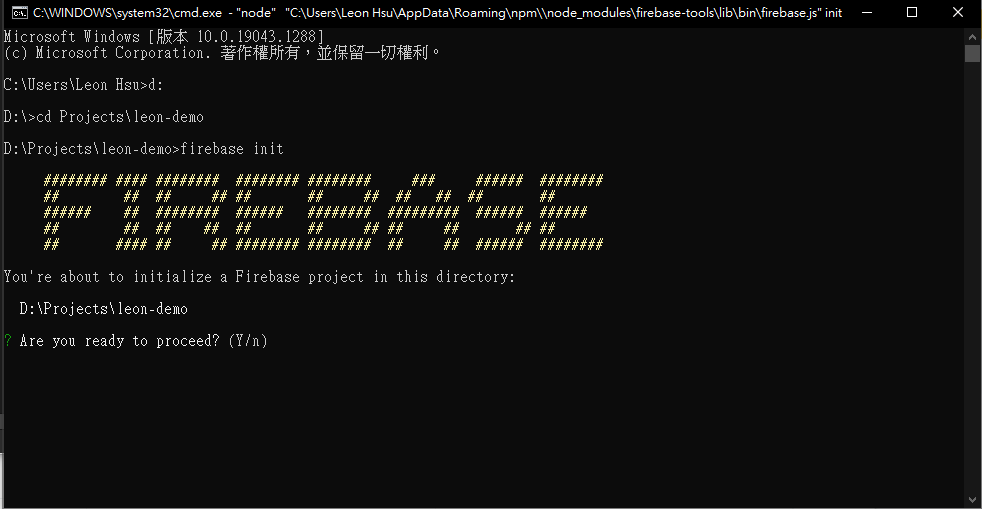 C:\WINDOWS\system32\cmd.exe - "node" "C:\Users\Leon Hsu\AppData\Roaming\npm\\node_modules\firebase-tools\lib\bin\firebase.js" init
Microsoft Windows [版本 10.0.19043.1288]
(c) Microsoft Corporation. 著作權所有，並保留一切權利。
C:\Users\Leon Hsu>d:
D:\>cd Projects\leon-demo
D:\Projects\leon-demo>firebase init
FIREBASE
You're about to initialize a Firebase project in this directory:
D:\Projects\leon-demo
? Are you ready to proceed? (Y/n)